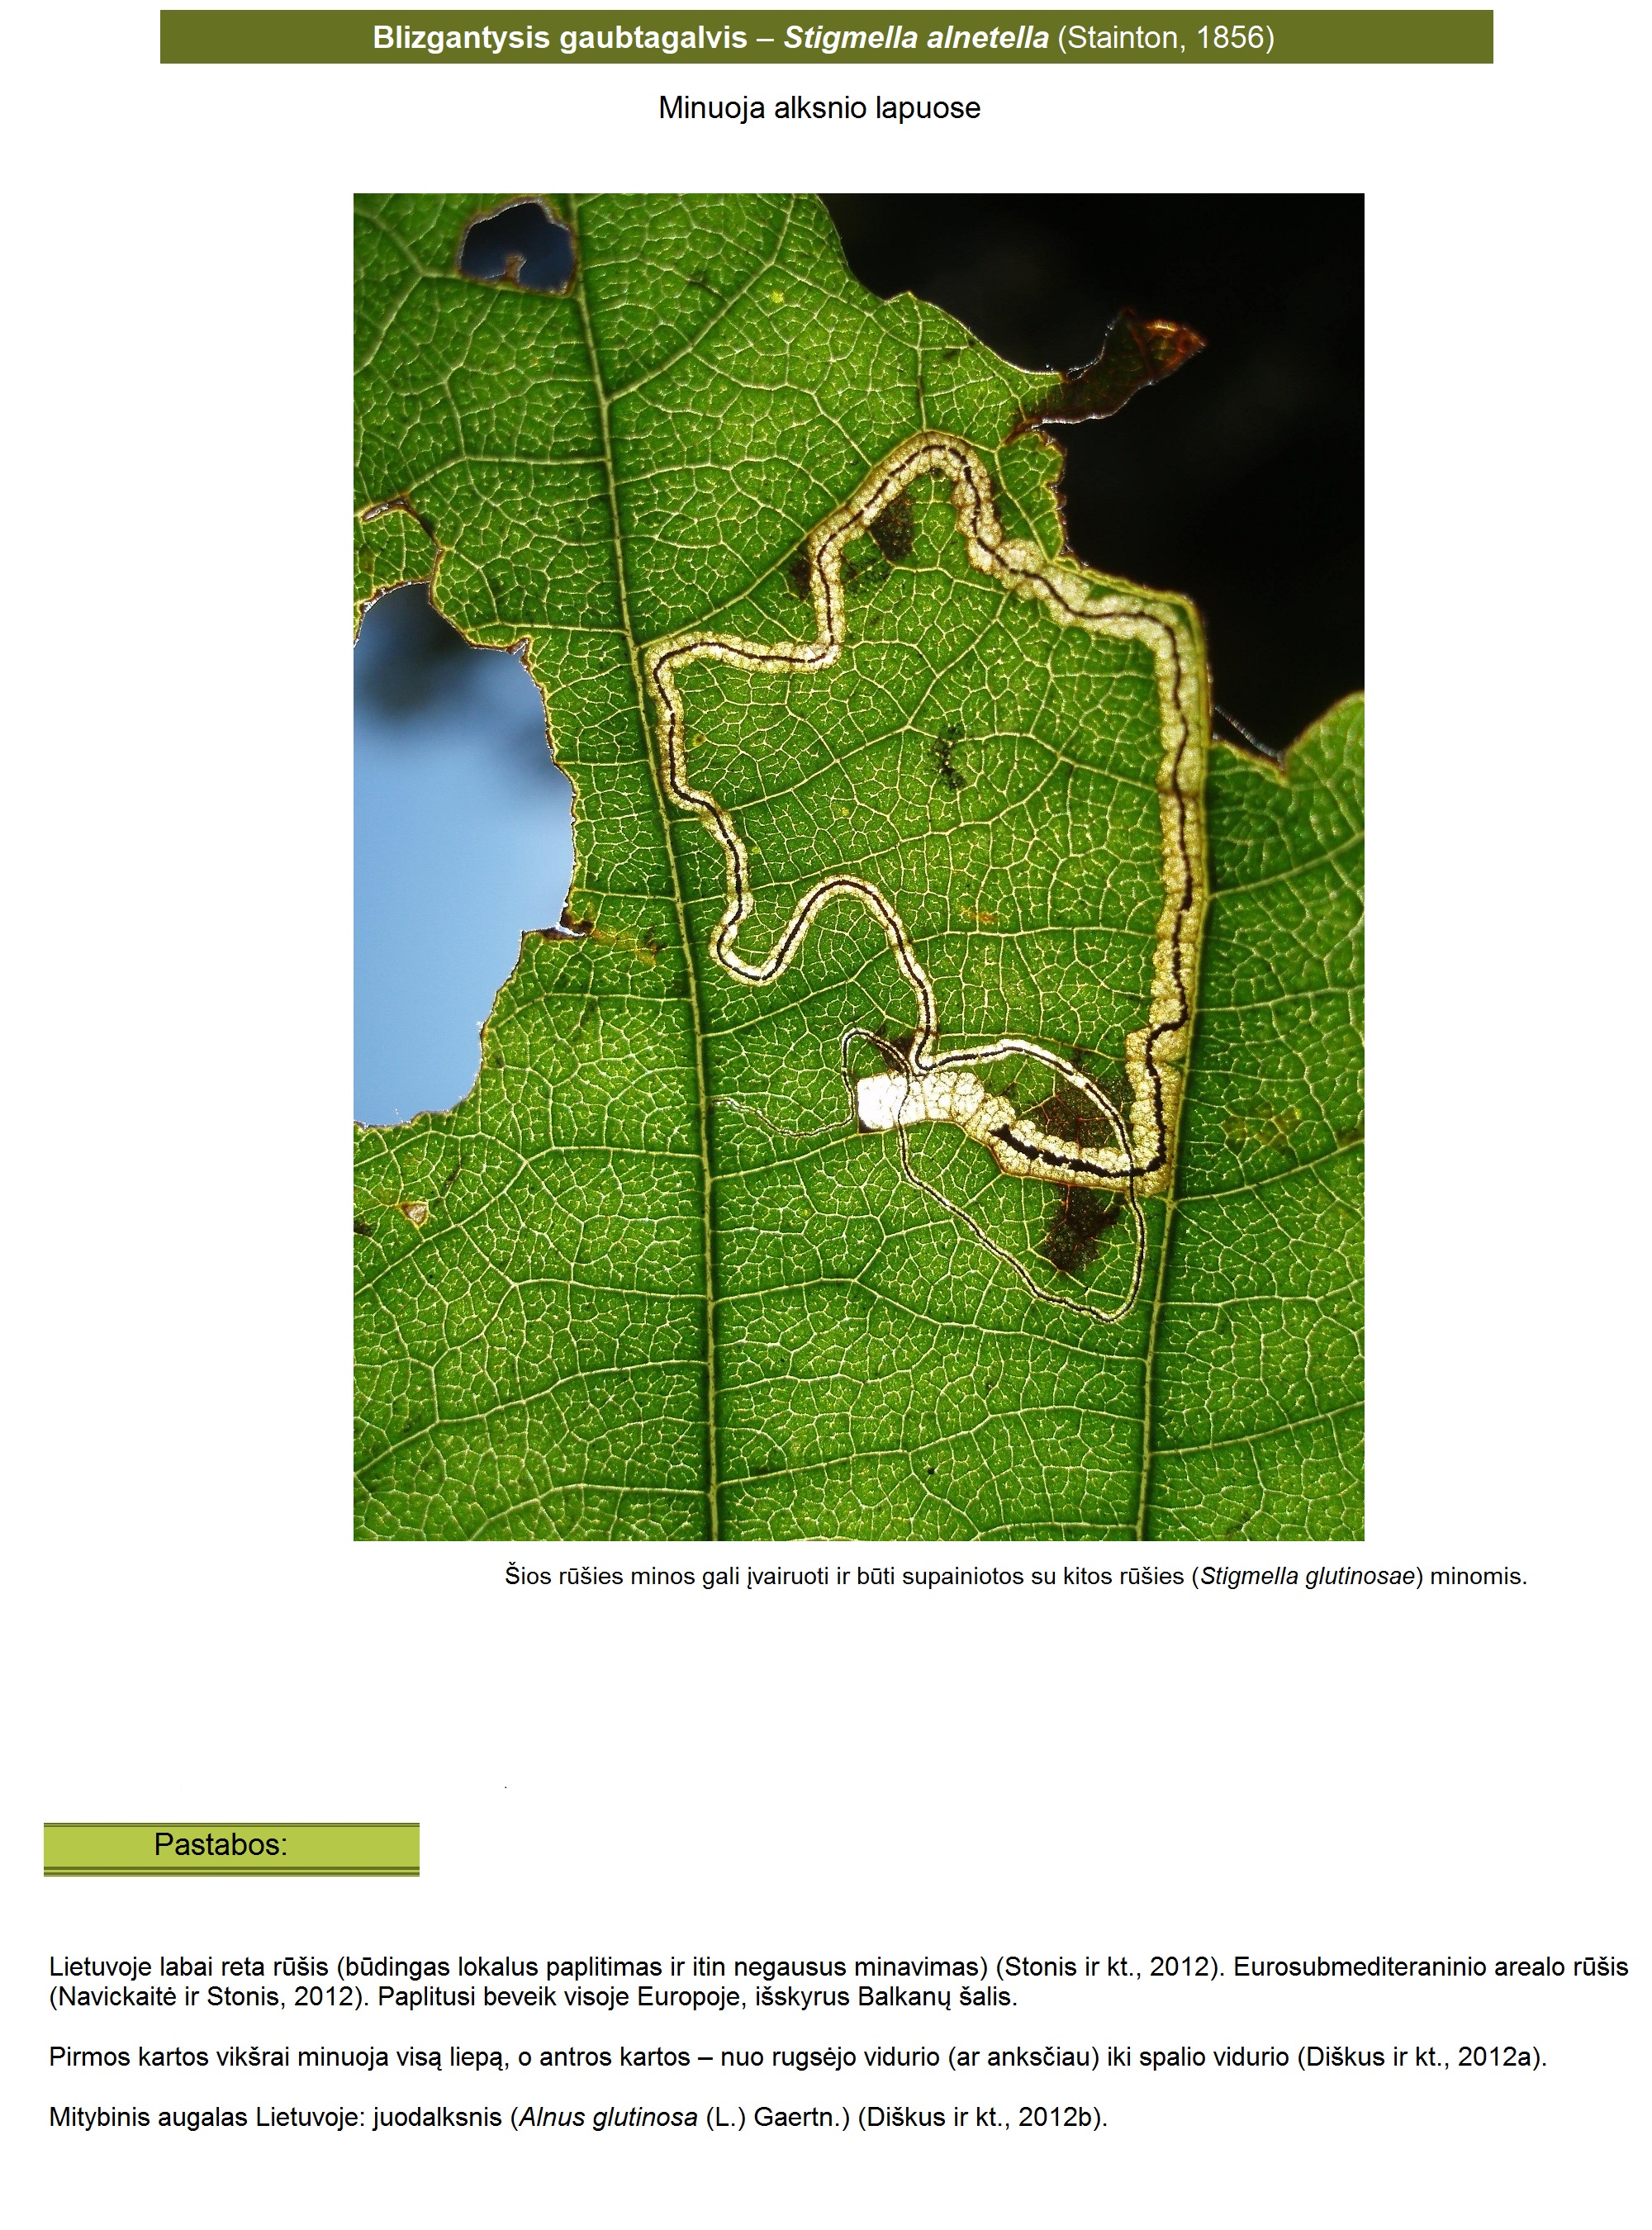 Blizgantysis gaubtagalvis – Stigmella alnetella (Stainton, 1856)
Minuoja alksnio lapuose
Šios rūšies minos gali įvairuoti ir būti supainiotos su kitos rūšies (Stigmella glutinosae) minomis.
Pastabos:
Lietuvoje labai reta rūšis (būdingas lokalus paplitimas ir itin negausus minavimas) (Stonis ir kt., 2012). Eurosubmediteraninio arealo rūšis
(Navickaitė ir Stonis, 2012). Paplitusi beveik visoje Europoje, išskyrus Balkanų šalis.
Pirmos kartos vikšrai minuoja visą liepą, o antros kartos – nuo rugsėjo vidurio (ar anksčiau) iki spalio vidurio (Diškus ir kt., 2012a).
Mitybinis augalas Lietuvoje: juodalksnis (Alnus glutinosa (L.) Gaertn.) (Diškus ir kt., 2012b).